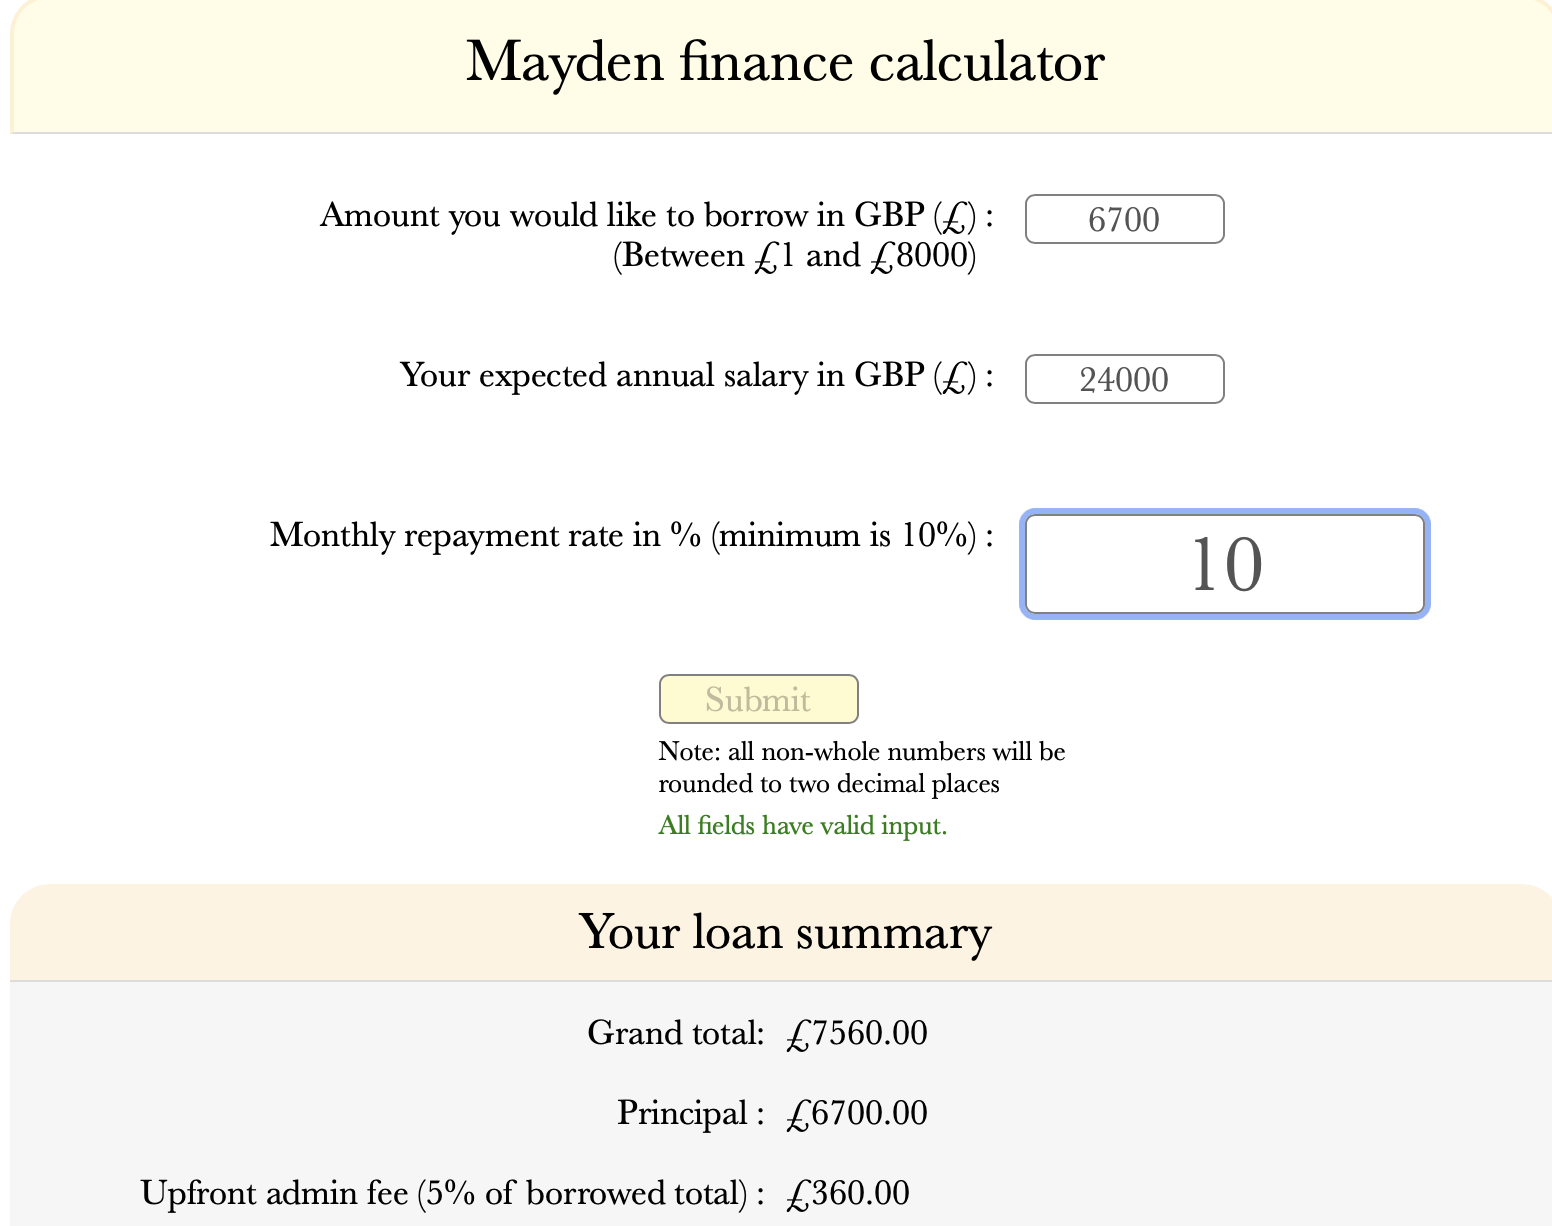 Mayden finance calculator
Amount you would like to borrow in GBP (£) :
(Between £1 and £8000)
6700
Your expected annual salary in GBP (£) :
24000
Monthly repayment rate in % (minimum is 10%) :
10
Submit
Note: all non-whole numbers will be
rounded to two decimal places
All fields have valid input.
Your loan summary
Grand total: £7560.00
Principal : £6700.00
Upfront admin fee (5% of borrowed total) : £360.00